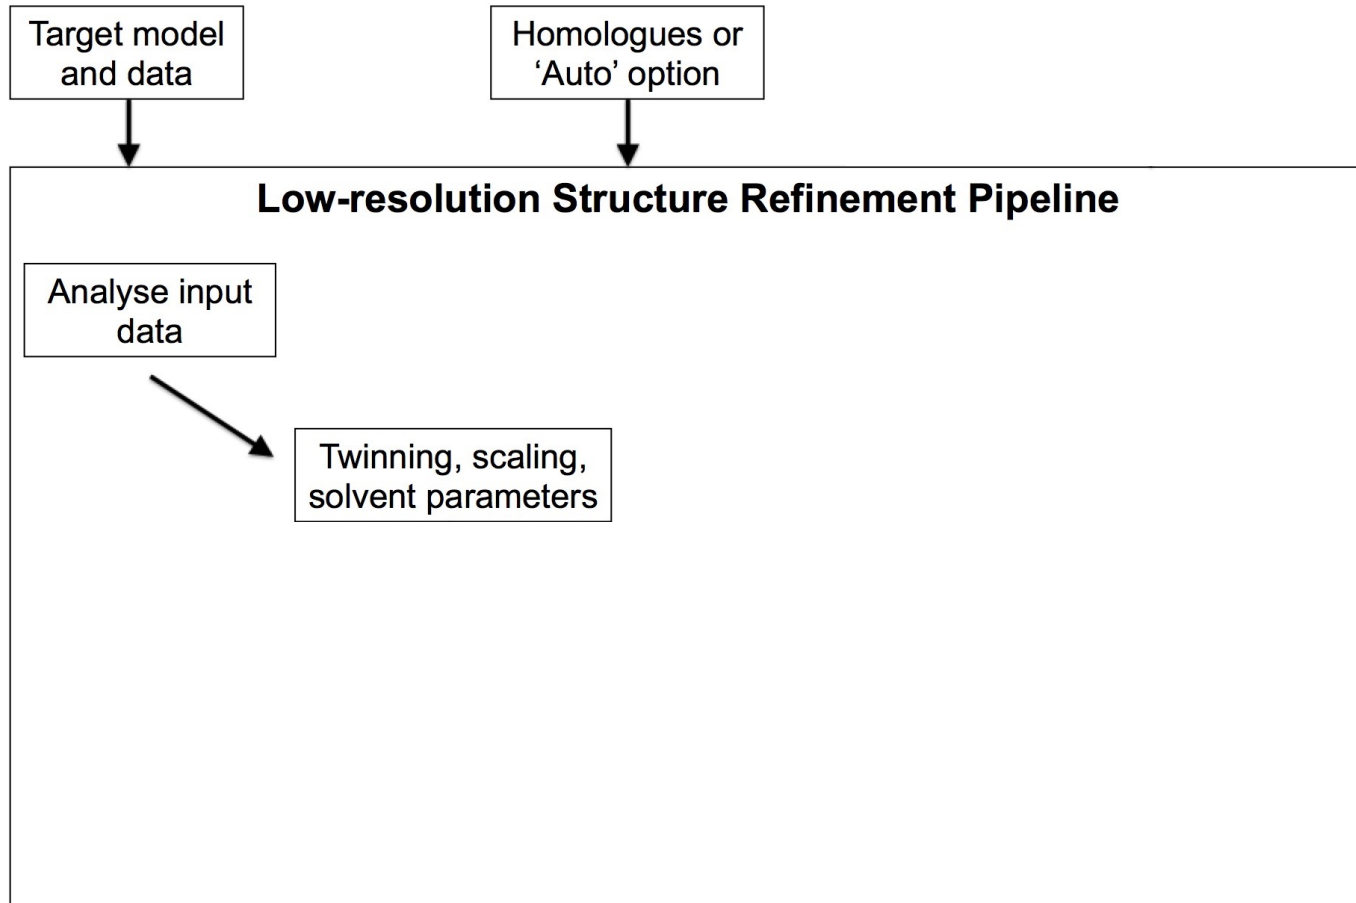 Target model
and data
Homologues or
‘Auto’ option
Low-resolution Structure Refinement Pipeline
Analyse input
data
Twinning, scaling,
solvent parameters